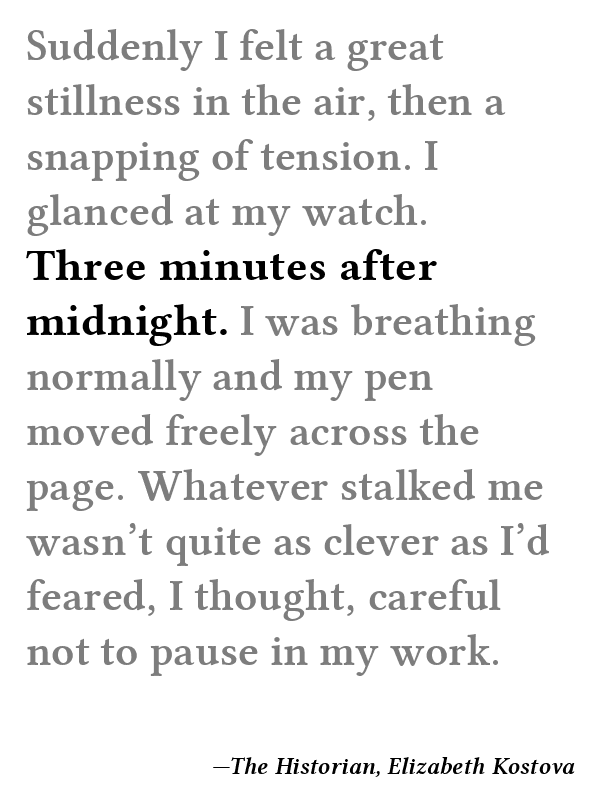 Suddenly I felt a great
stillness in the air, then a
snapping of tension. I
glanced at my watch.
Three minutes after
midnight. I was breathing
normally and my pen
moved freely across the
page. Whatever stalked me
wasn’t quite as clever as I’d
feared, I thought, careful
not to pause in my work.
—The Historian, Elizabeth Kostova